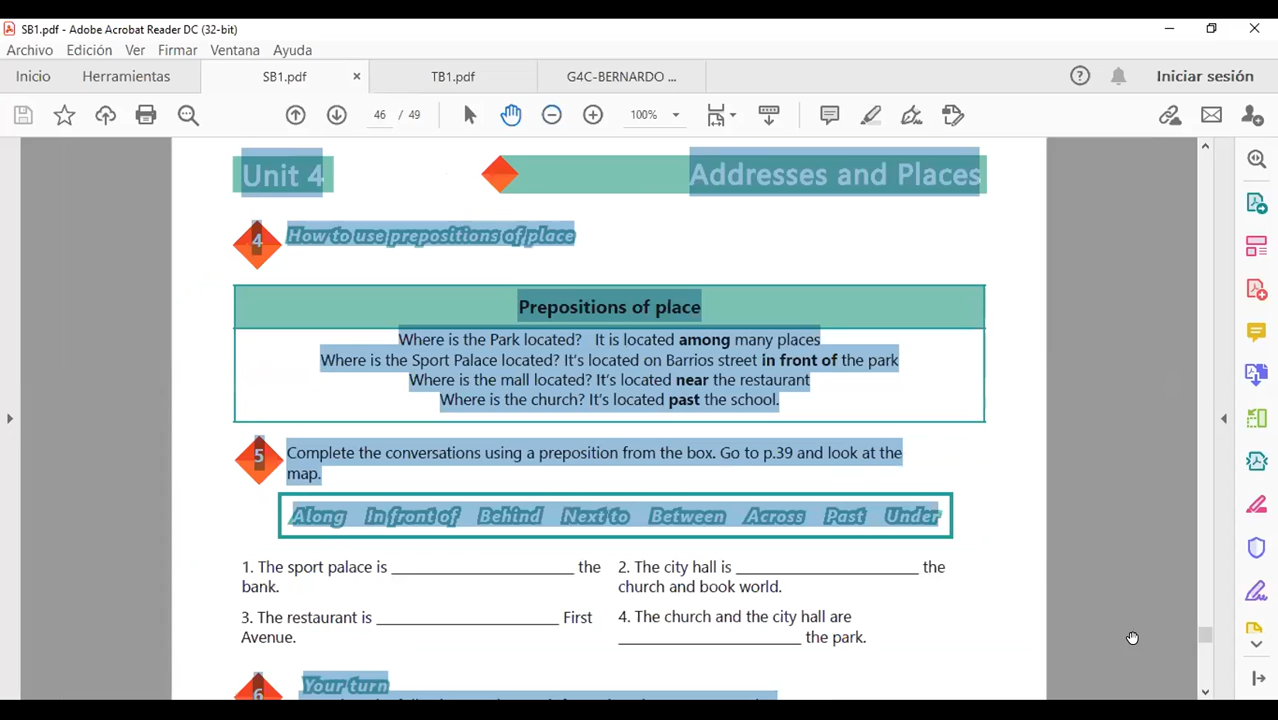 SB1.pdf - Adobe Acrobat Reader DC (32-bit)
Archivo Edición Ver Firmar Ventana Ayuda
Inicio Herramientas SB1.pdf × TB1.pdf G4C-BERNARDO ... Iniciar sesión
46 / 49 100%
Unit 4 Addresses and Places
4 How to use prepositions of place
Prepositions of place
Where is the Park located? It is located among many places
Where is the Sport Palace located? It's located on Barrios street in front of the park
Where is the mall located? It's located near the restaurant
Where is the church? It's located past the school.
5 Complete the conversations using a preposition from the box. Go to p.39 and look at the
map.
Along In front of Behind Next to Between Across Past Under
1. The sport palace is ____________________ the
bank.
2. The city hall is ____________________ the
church and book world.
3. The restaurant is ____________________ First
Avenue.
4. The church and the city hall are
____________________ the park.
6 Your turn